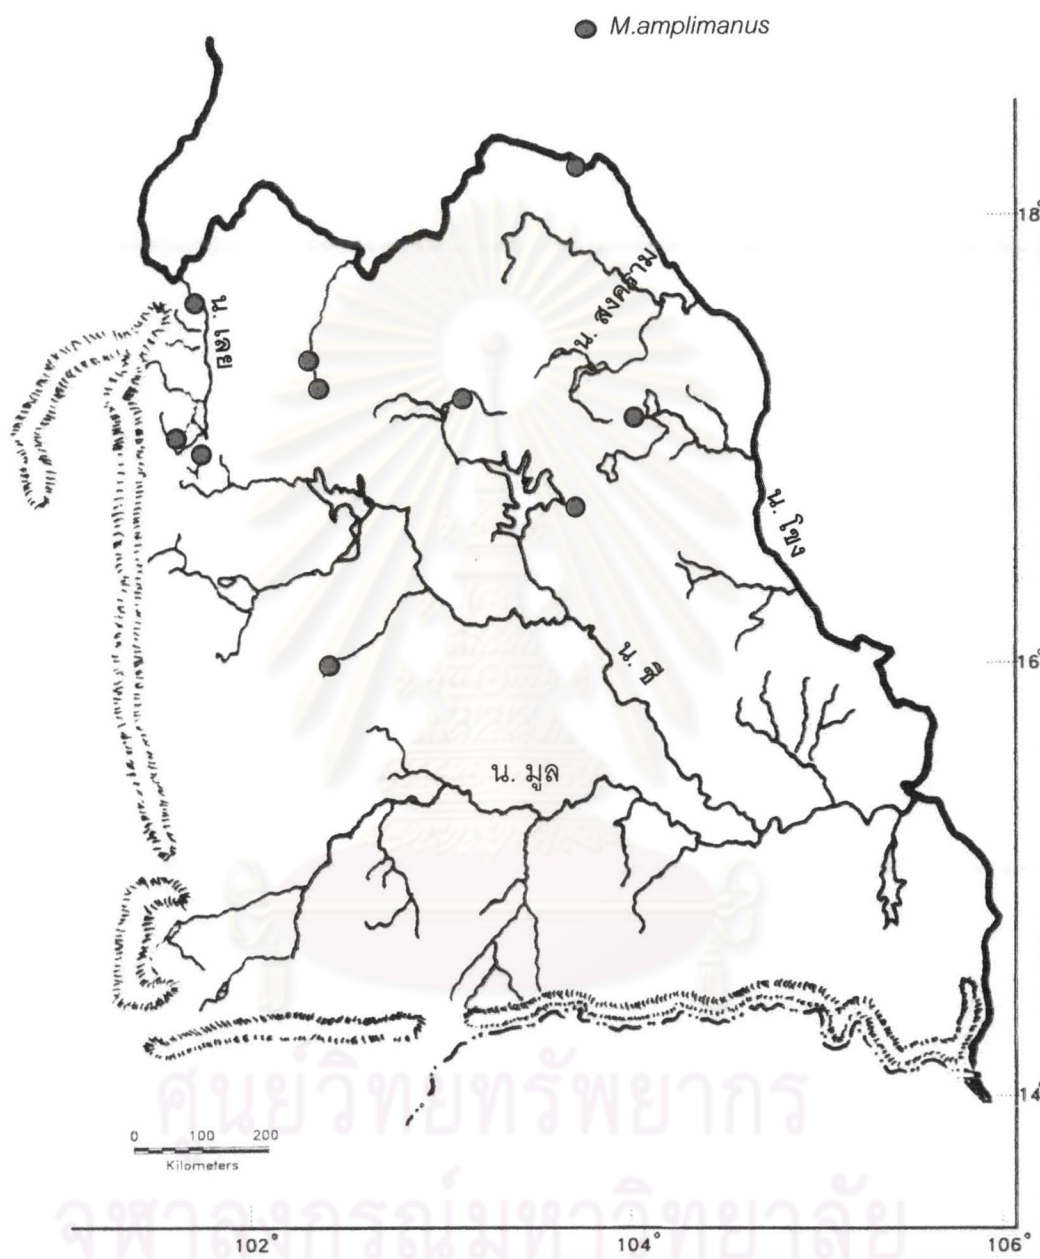 M.amplimanus
18°
น. เลย
น. สงคราม
น. โขง
น. ชี
16°
น. มูล
14°
ศูนย์วิทยทรัพยากร
0 100 200
Kilometers
จุฬาลงกรณ์มหาวิทยาลัย
102° 104° 106°